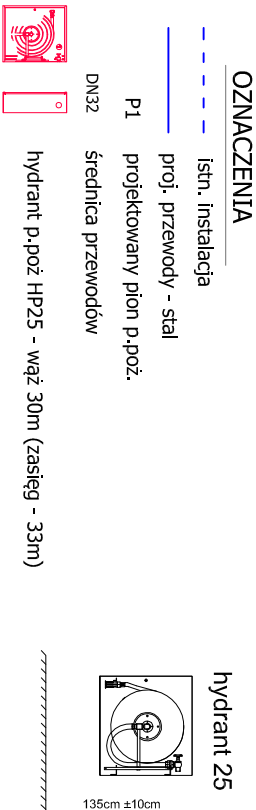 OZNACZENIA
istn. instalacja
proj. przewody - stal
P1 projektowany pion p.poż.
DN32 średnica przewodów
hydrant p.poż HP25 - wąż 30m (zasięg - 33m)
hydrant 25
135cm ±10cm